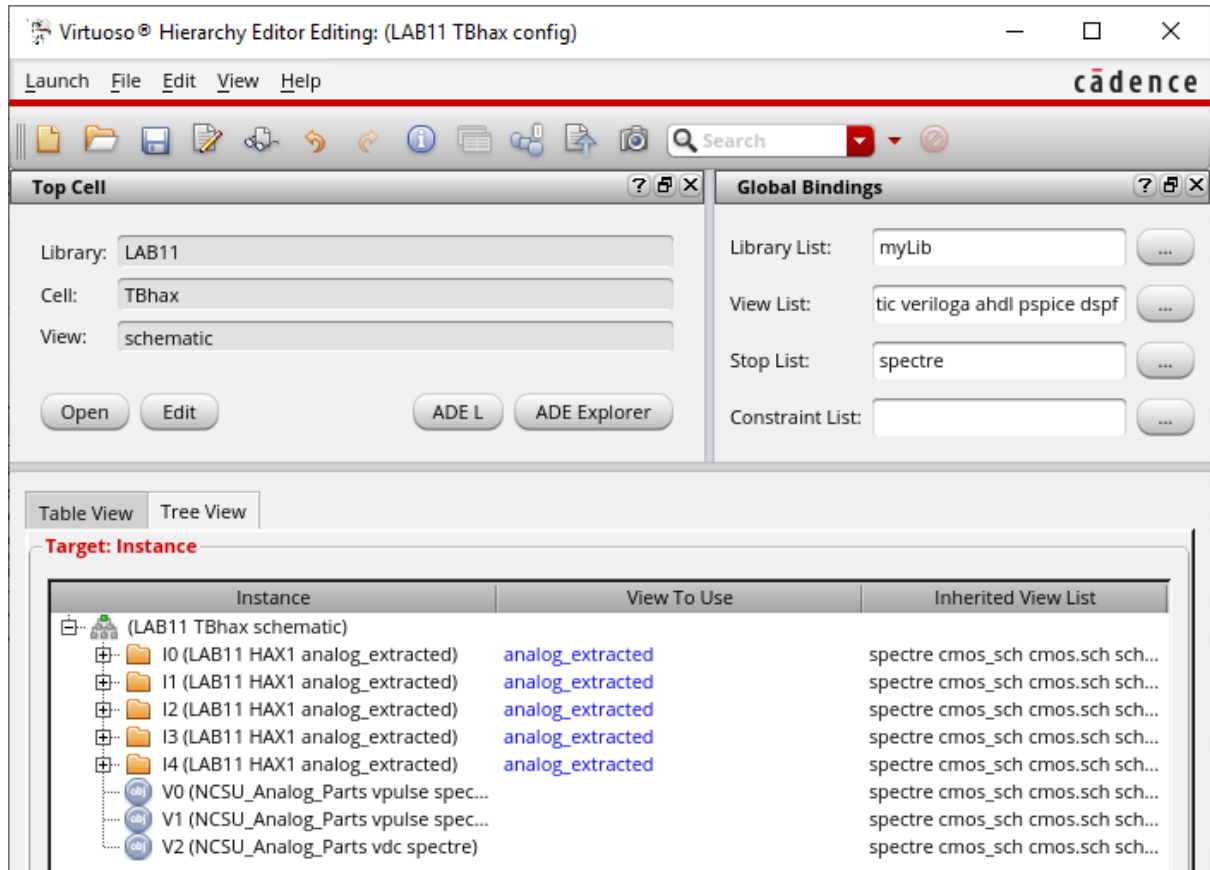 Virtuoso® Hierarchy Editor Editing: (LAB11 TBhax config)
Launch File Edit View Help
cādence
Search
Top Cell
Global Bindings
Library: LAB11
Cell: TBhax
View: schematic
Open Edit ADE L ADE Explorer
Library List: myLib ...
View List: tic veriloga ahdl pspice dspf ...
Stop List: spectre ...
Constraint List: ...
Table View Tree View
Target: Instance
Instance View To Use Inherited View List
(LAB11 TBhax schematic)
I0 (LAB11 HAX1 analog_extracted) analog_extracted spectre cmos_sch cmos.sch sch...
I1 (LAB11 HAX1 analog_extracted) analog_extracted spectre cmos_sch cmos.sch sch...
I2 (LAB11 HAX1 analog_extracted) analog_extracted spectre cmos_sch cmos.sch sch...
I3 (LAB11 HAX1 analog_extracted) analog_extracted spectre cmos_sch cmos.sch sch...
I4 (LAB11 HAX1 analog_extracted) analog_extracted spectre cmos_sch cmos.sch sch...
obj V0 (NCSU_Analog_Parts vpulse spec... spectre cmos_sch cmos.sch sch...
obj V1 (NCSU_Analog_Parts vpulse spec... spectre cmos_sch cmos.sch sch...
obj V2 (NCSU_Analog_Parts vdc spectre) spectre cmos_sch cmos.sch sch...